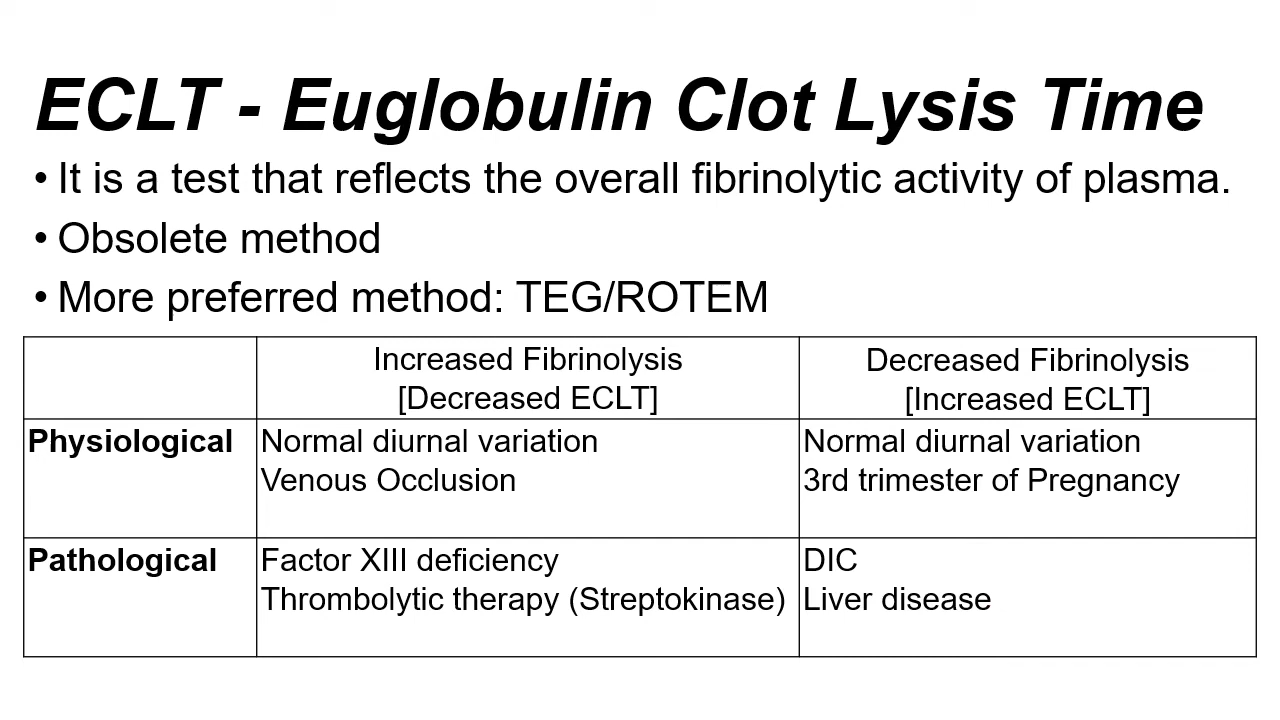 ECLT - Euglobulin Clot Lysis Time
• It is a test that reflects the overall fibrinolytic activity of plasma.
• Obsolete method
• More preferred method: TEG/ROTEM
Increased Fibrinolysis
[Decreased ECLT]
Decreased Fibrinolysis
[Increased ECLT]
Physiological
Normal diurnal variation
Venous Occlusion
Normal diurnal variation
3rd trimester of Pregnancy
Pathological
Factor XIII deficiency
Thrombolytic therapy (Streptokinase)
DIC
Liver disease